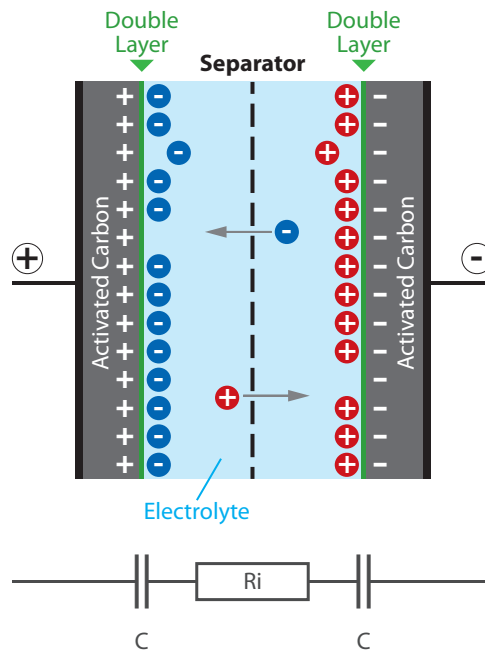 Double
Layer
Double
Layer
Separator
Activated Carbon
Activated Carbon
+
-
Electrolyte
Ri
C
C